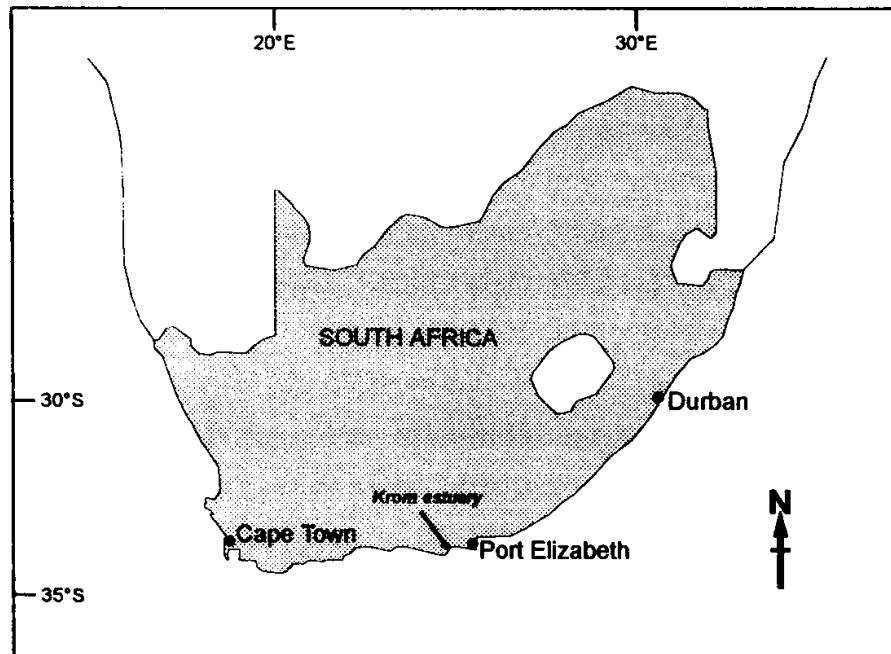 20°E 30°E
SOUTH AFRICA
30°S
Durban
Krom estuary
N
Cape Town
Port Elizabeth
35°S